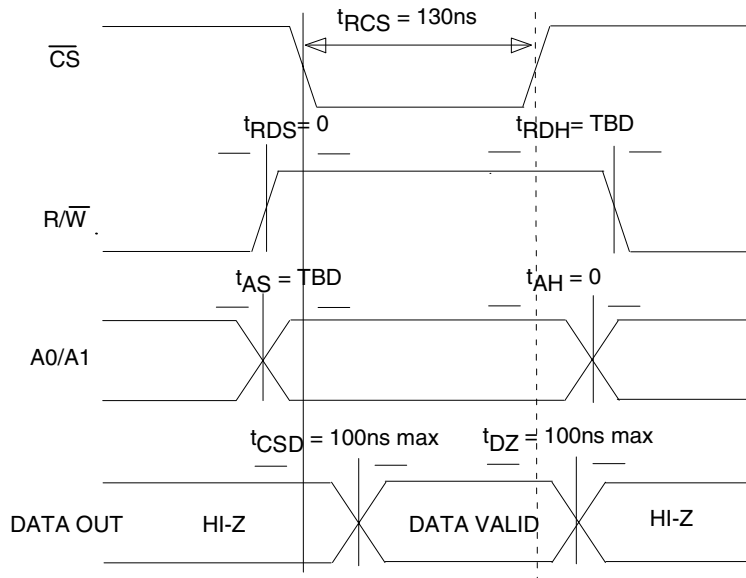 tRCS = 130ns
C̅S̅
tRDS= 0 tRDH= TBD
R/W̅
tAS = TBD tAH = 0
A0/A1
tCSD = 100ns max tDZ = 100ns max
DATA OUT HI-Z DATA VALID HI-Z